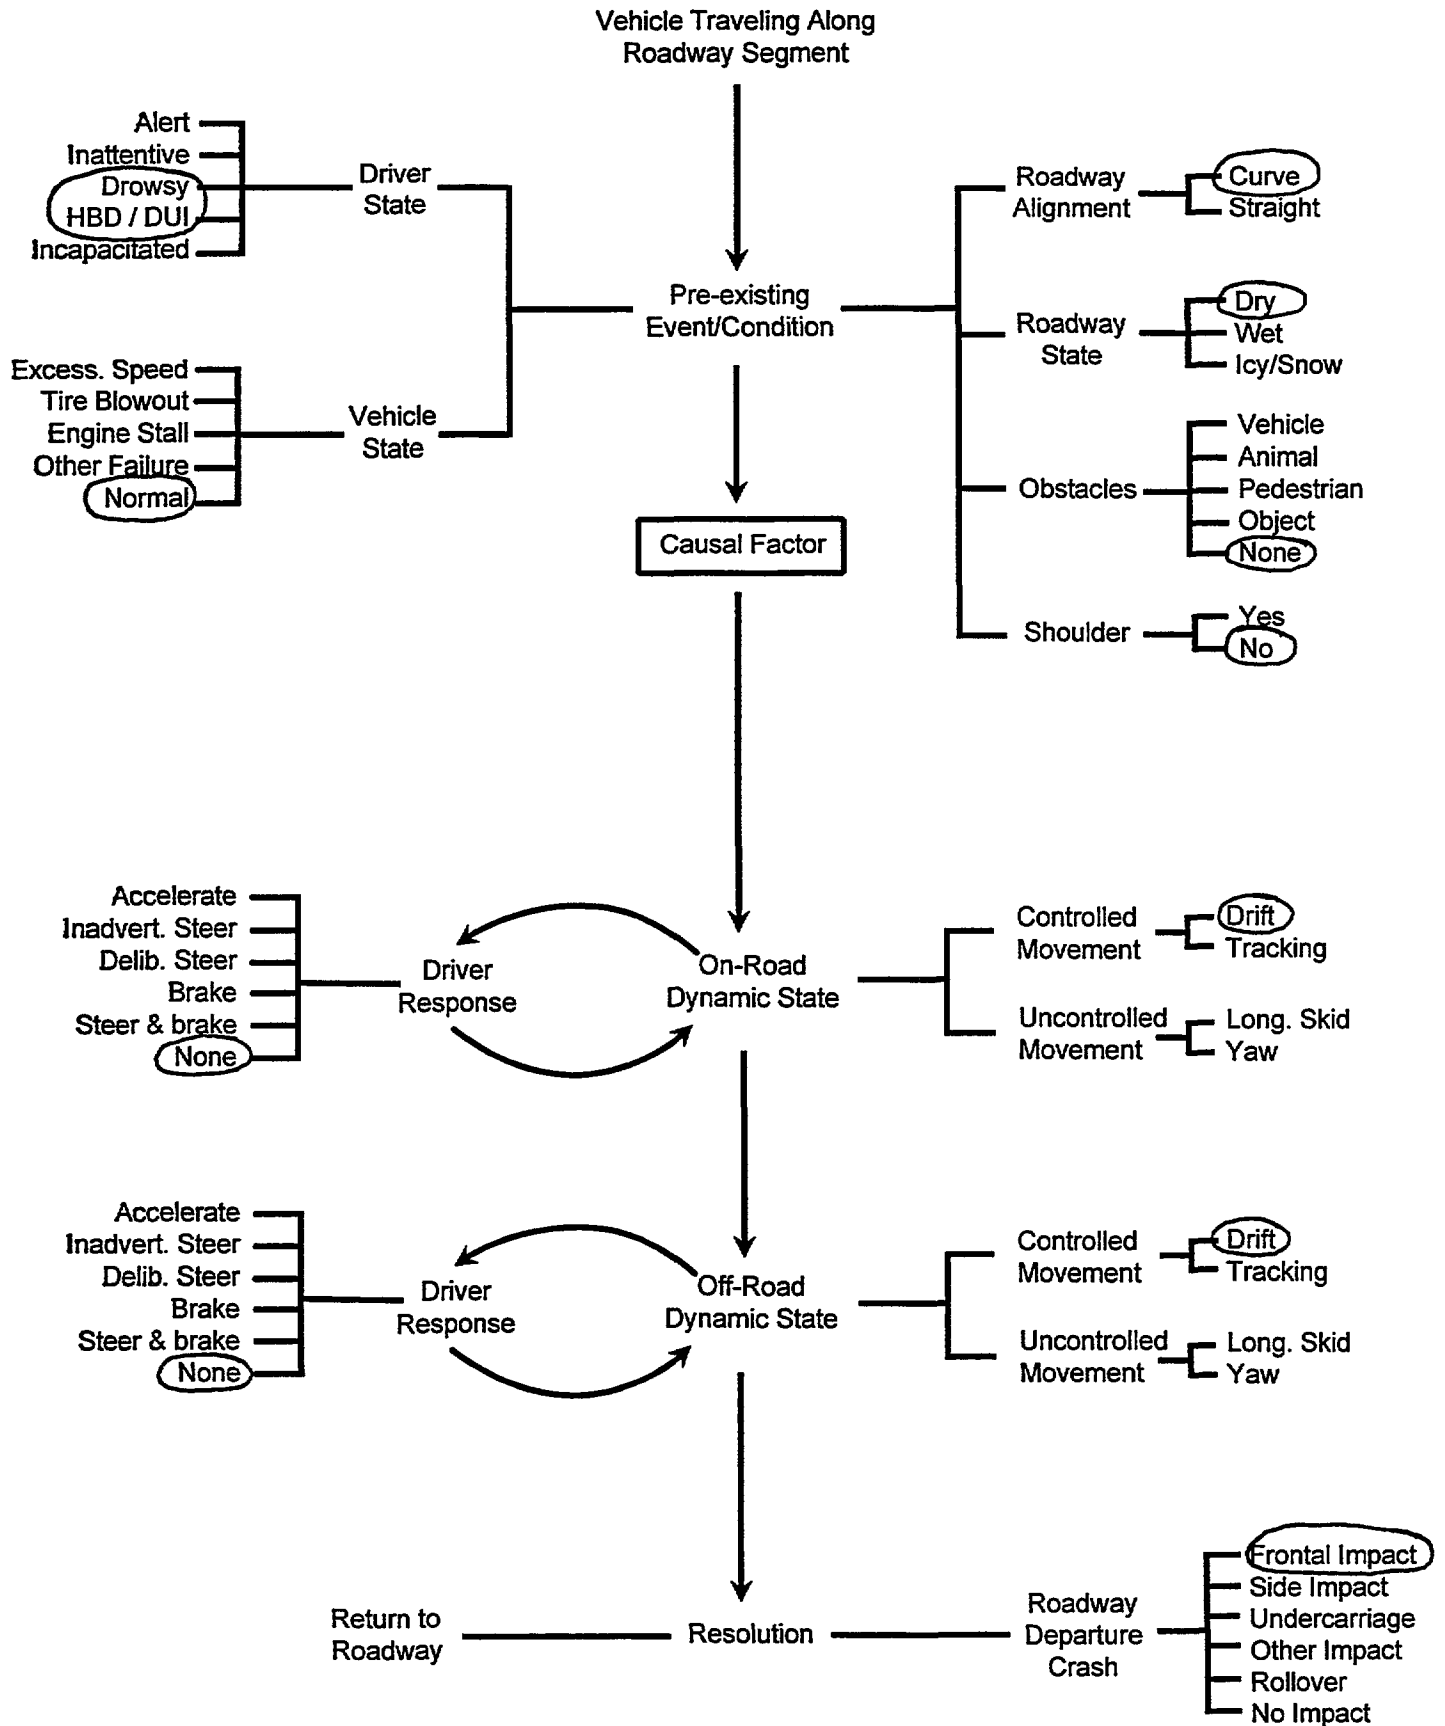 Vehicle Traveling Along
Roadway Segment
Alert
Inattentive
Drowsy
HBD / DUI
Incapacitated
Driver
State
Excess. Speed
Tire Blowout
Engine Stall
Other Failure
Normal
Vehicle
State
Pre-existing
Event/Condition
Roadway
Alignment
Curve
Straight
Roadway
State
Dry
Wet
Icy/Snow
Obstacles
Vehicle
Animal
Pedestrian
Object
None
Shoulder
Yes
No
Causal Factor
Accelerate
Inadvert. Steer
Delib. Steer
Brake
Steer & brake
None
Driver
Response
On-Road
Dynamic State
Controlled
Movement
Drift
Tracking
Uncontrolled
Movement
Long. Skid
Yaw
Accelerate
Inadvert. Steer
Delib. Steer
Brake
Steer & brake
None
Driver
Response
Off-Road
Dynamic State
Controlled
Movement
Drift
Tracking
Uncontrolled
Movement
Long. Skid
Yaw
Return to
Roadway
Resolution
Roadway
Departure
Crash
Frontal Impact
Side Impact
Undercarriage
Other Impact
Rollover
No Impact